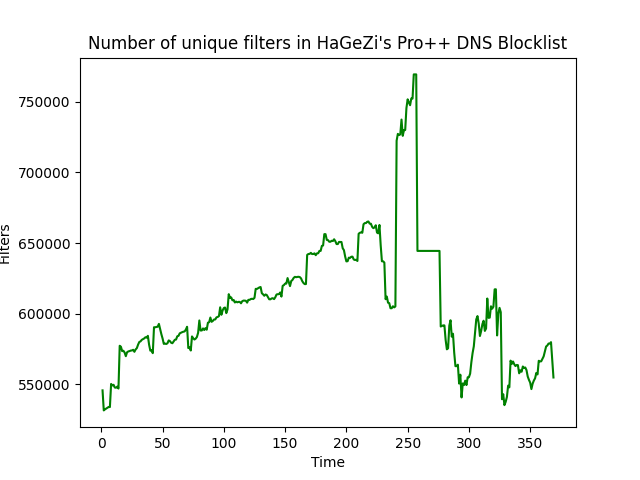 Number of unique filters in HaGeZi's Pro++ DNS Blocklist
Filters
750000
700000
650000
600000
550000
0 50 100 150 200 250 300 350
Time